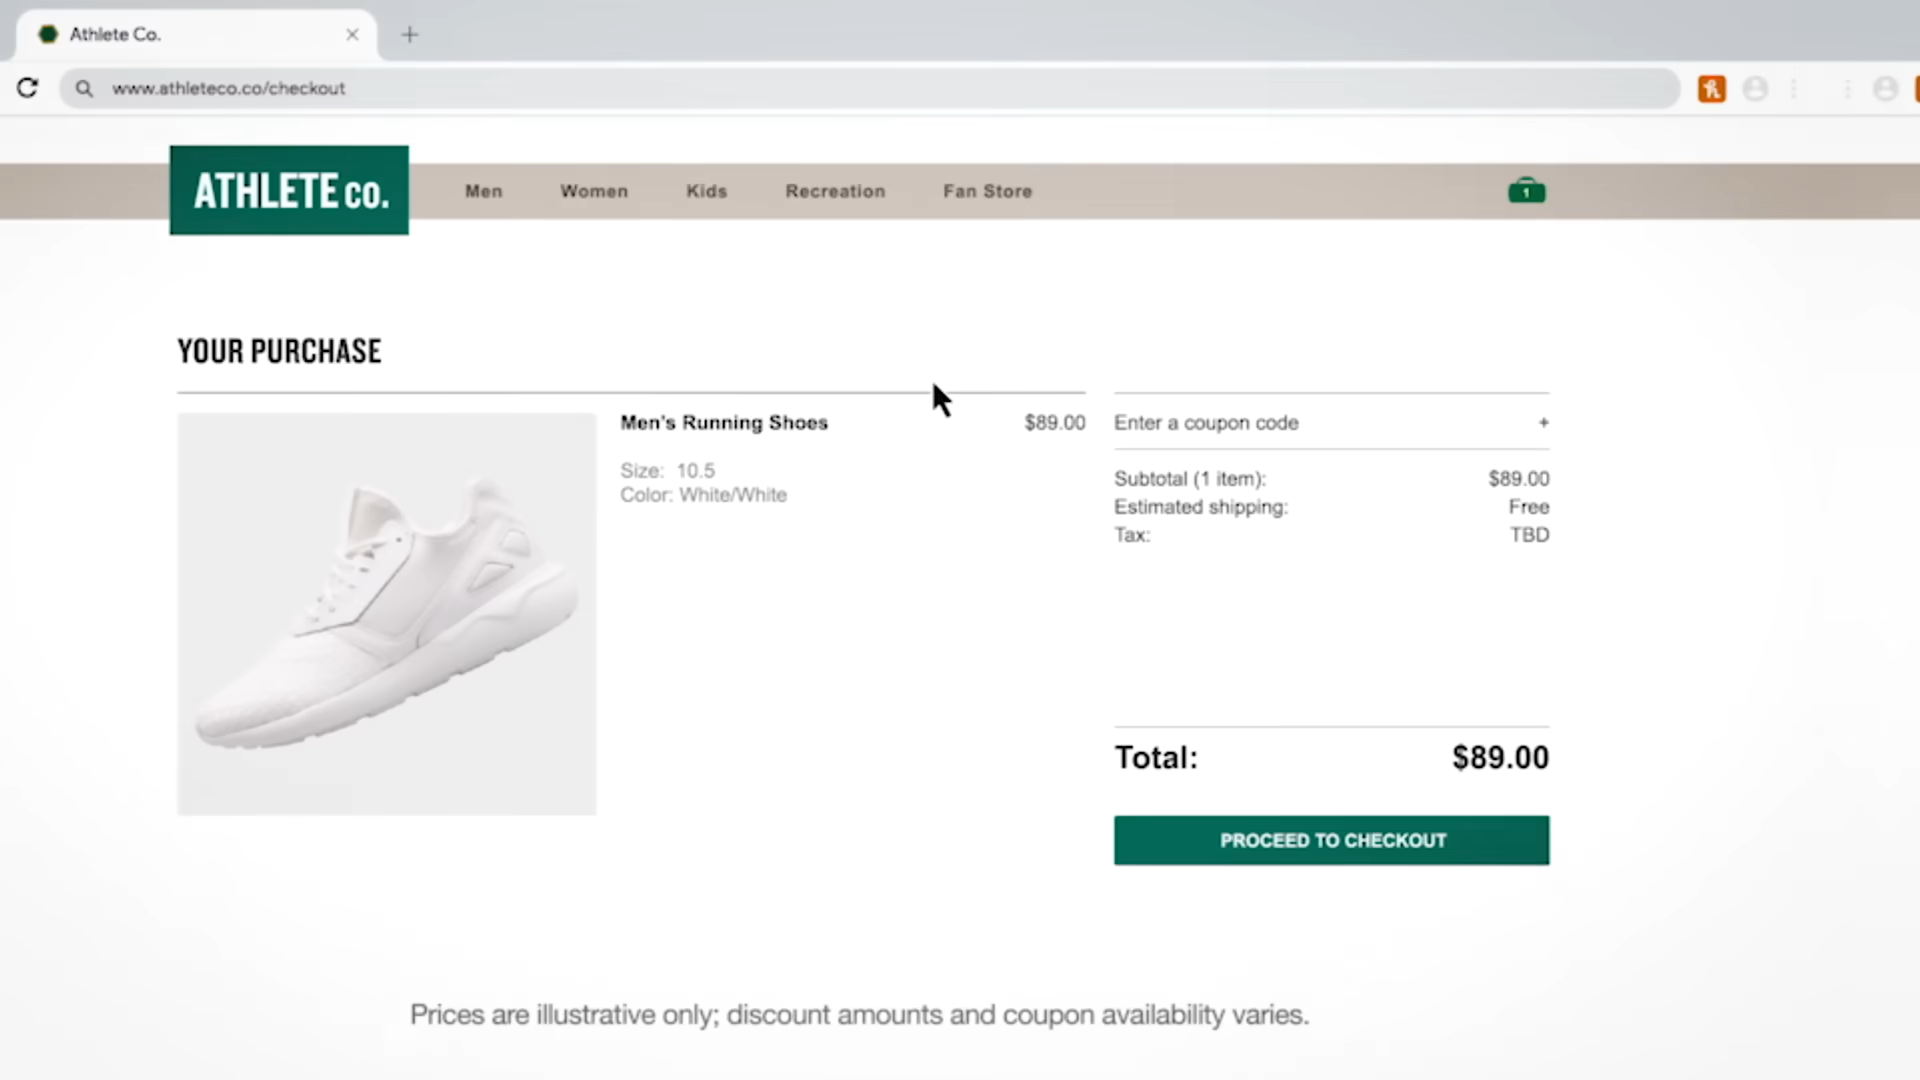 Athlete Co.
www.athleteco.co/checkout
ATHLETE CO.
Men
Women
Kids
Recreation
Fan Store
1
YOUR PURCHASE
Men's Running Shoes
$89.00
Size: 10.5
Color: White/White
Enter a coupon code +
Subtotal (1 item): $89.00
Estimated shipping: Free
Tax: TBD
Total: $89.00
PROCEED TO CHECKOUT
Prices are illustrative only; discount amounts and coupon availability varies.